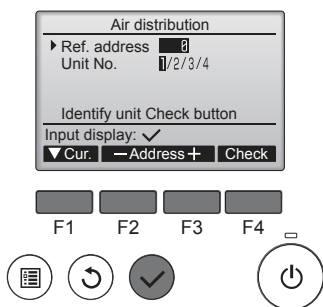 Air distribution
Ref. address 0
Unit No. 1/2/3/4
Identify unit Check button
Input display: ✓
▼Cur. －Address＋ Check
F1 F2 F3 F4